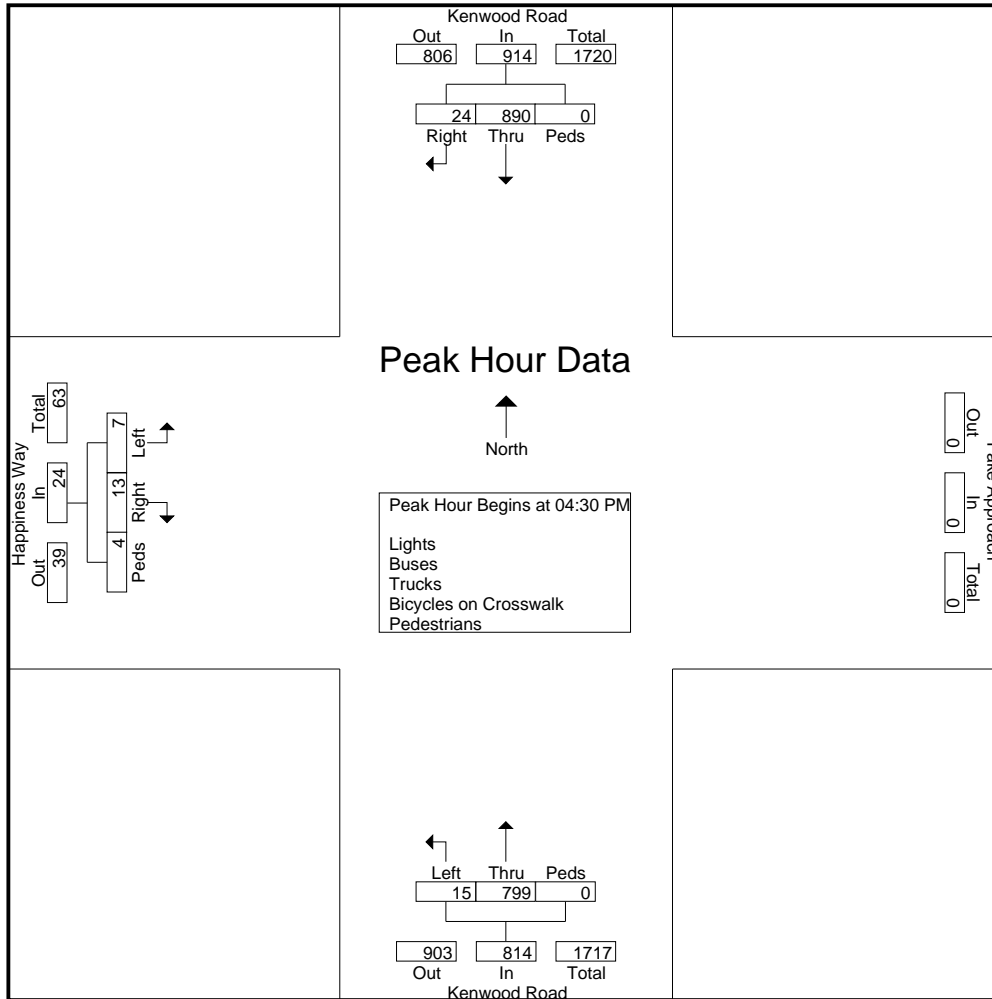 Kenwood Road
Out In Total
806 914 1720
24 890 0
Right Thru Peds
Peak Hour Data
North
Happiness Way
Total In Out
63 24 39
7 13 4
Left Right Peds
Peak Hour Begins at 04:30 PM
Lights
Buses
Trucks
Bicycles on Crosswalk
Pedestrians
Out In Total
0 0 0
Approach
Left Thru Peds
15 799 0
903 814 1717
Out In Total
Kenwood Road